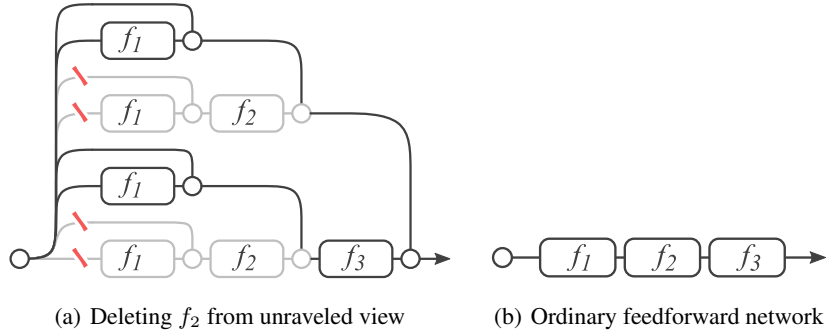 f1
f1 f2
f1
f1 f2 f3
f1 f2 f3
(a) Deleting f2 from unraveled view
(b) Ordinary feedforward network